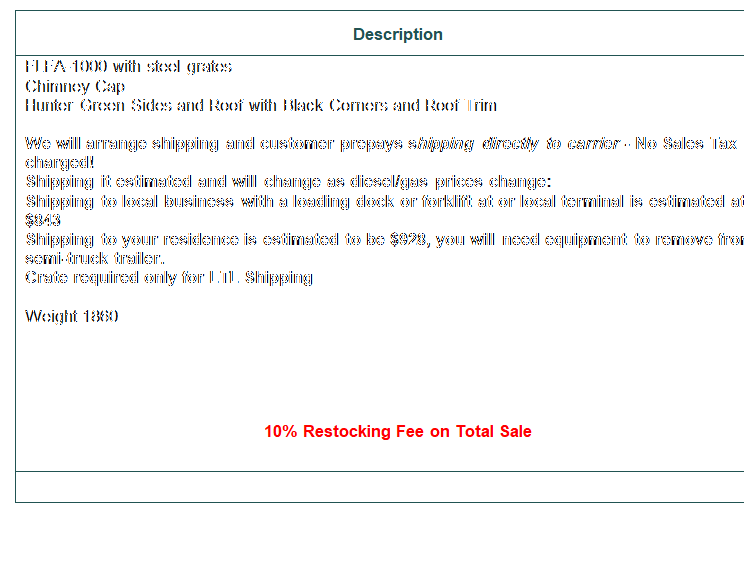 Description
with steel grates
Chimney Cap
Hunter Green Sides and Roof with Black Corners and Roof Trim
We will arrange shipping and customer prepays shipping directly to carrier - No Sales Tax
charged!
Shipping it estimated and will change as diesel/gas prices change:
Shipping to local business with a loading dock or forklift at or local terminal is estimated at
$843
Shipping to your residence is estimated to be $928, you will need equipment to remove from
semi-truck trailer.
Crate required only for LTL Shipping
Weight 1860
10% Restocking Fee on Total Sale